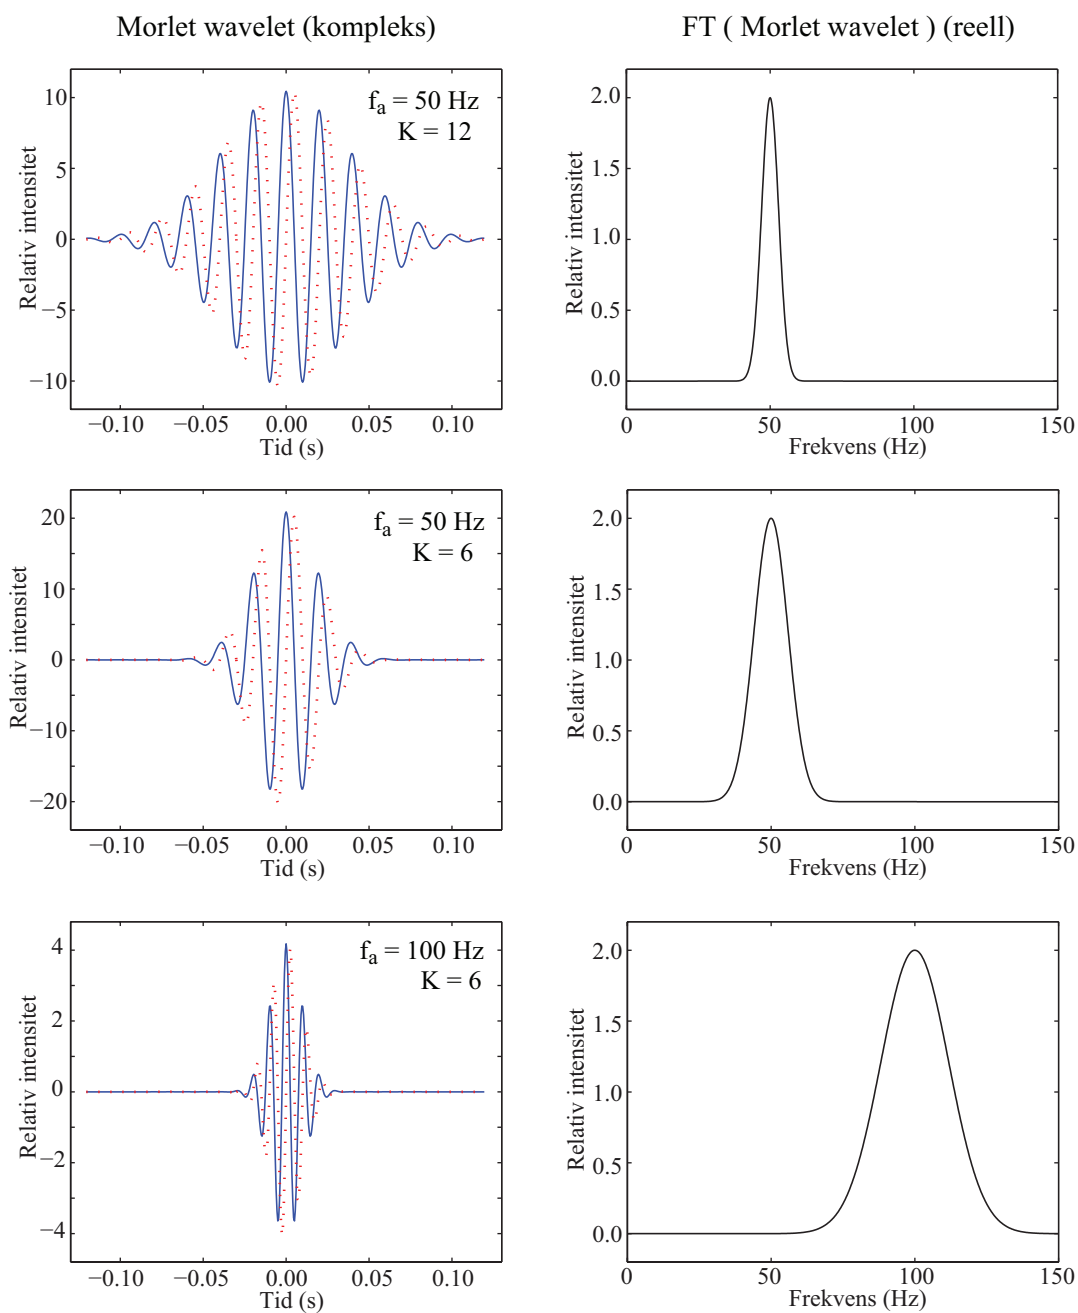 Morlet wavelet (kompleks)
FT ( Morlet wavelet ) (reell)
Relativ intensitet
10
5
0
−5
−10
f_a = 50 Hz
K = 12
−0.10 −0.05 0.00 0.05 0.10
Tid (s)
Relativ intensitet
2.0
1.5
1.0
0.5
0.0
0 50 100 150
Frekvens (Hz)
Relativ intensitet
20
10
0
−10
−20
f_a = 50 Hz
K = 6
−0.10 −0.05 0.00 0.05 0.10
Tid (s)
Relativ intensitet
2.0
1.5
1.0
0.5
0.0
0 50 100 150
Frekvens (Hz)
Relativ intensitet
4
2
0
−2
−4
f_a = 100 Hz
K = 6
−0.10 −0.05 0.00 0.05 0.10
Tid (s)
Relativ intensitet
2.0
1.5
1.0
0.5
0.0
0 50 100 150
Frekvens (Hz)